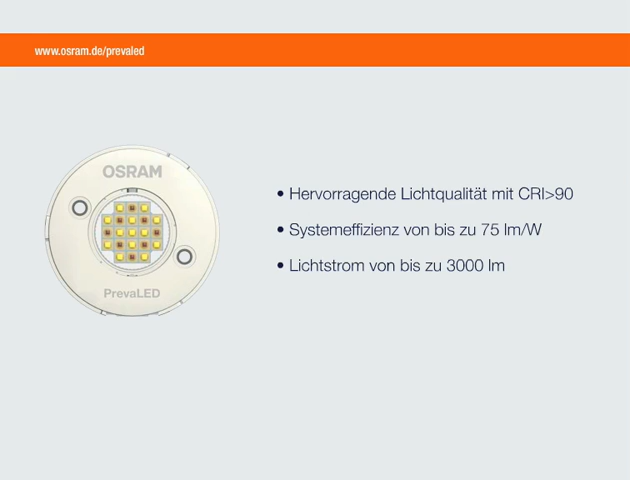 www.osram.de/prevaled
OSRAM
PrevaLED
• Hervorragende Lichtqualität mit CRI>90
• Systemeffizienz von bis zu 75 lm/W
• Lichtstrom von bis zu 3000 lm